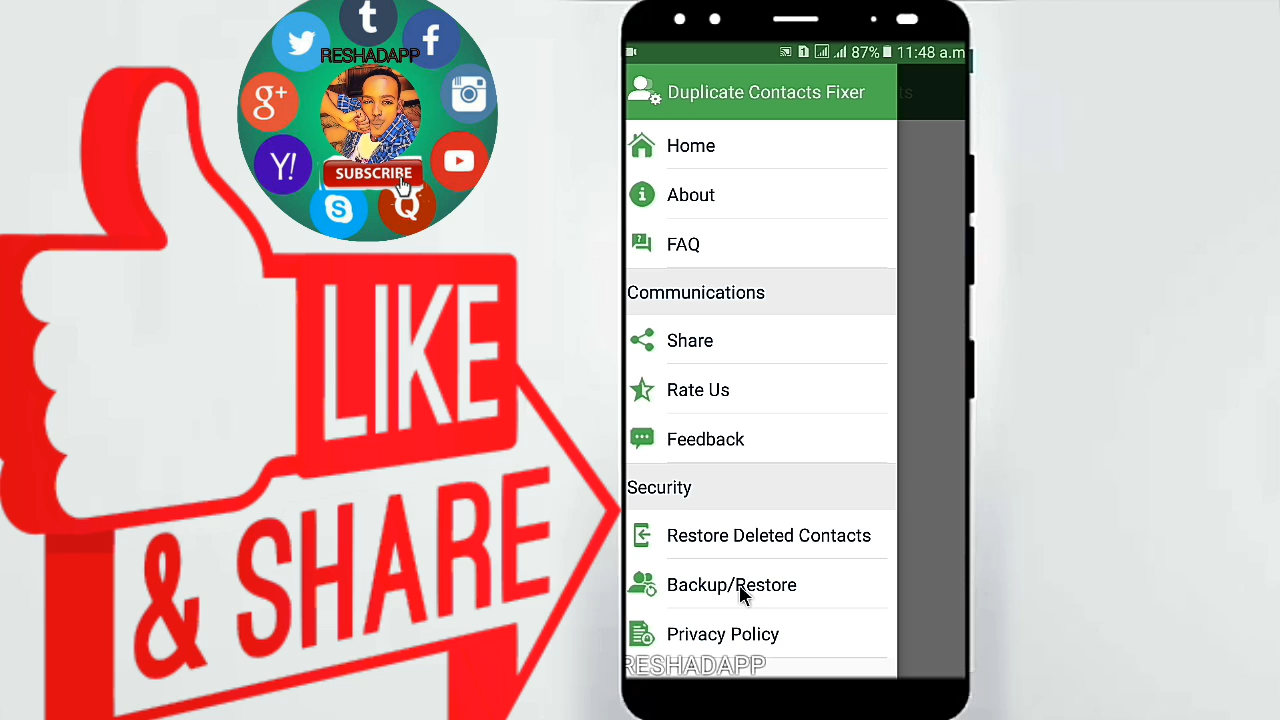 RESHADAPP
SUBSCRIBE
LIKE
& SHARE
87% 11:48 a.m
Duplicate Contacts Fixer
Home
About
FAQ
Communications
Share
Rate Us
Feedback
Security
Restore Deleted Contacts
Backup/Restore
Privacy Policy
RESHADAPP